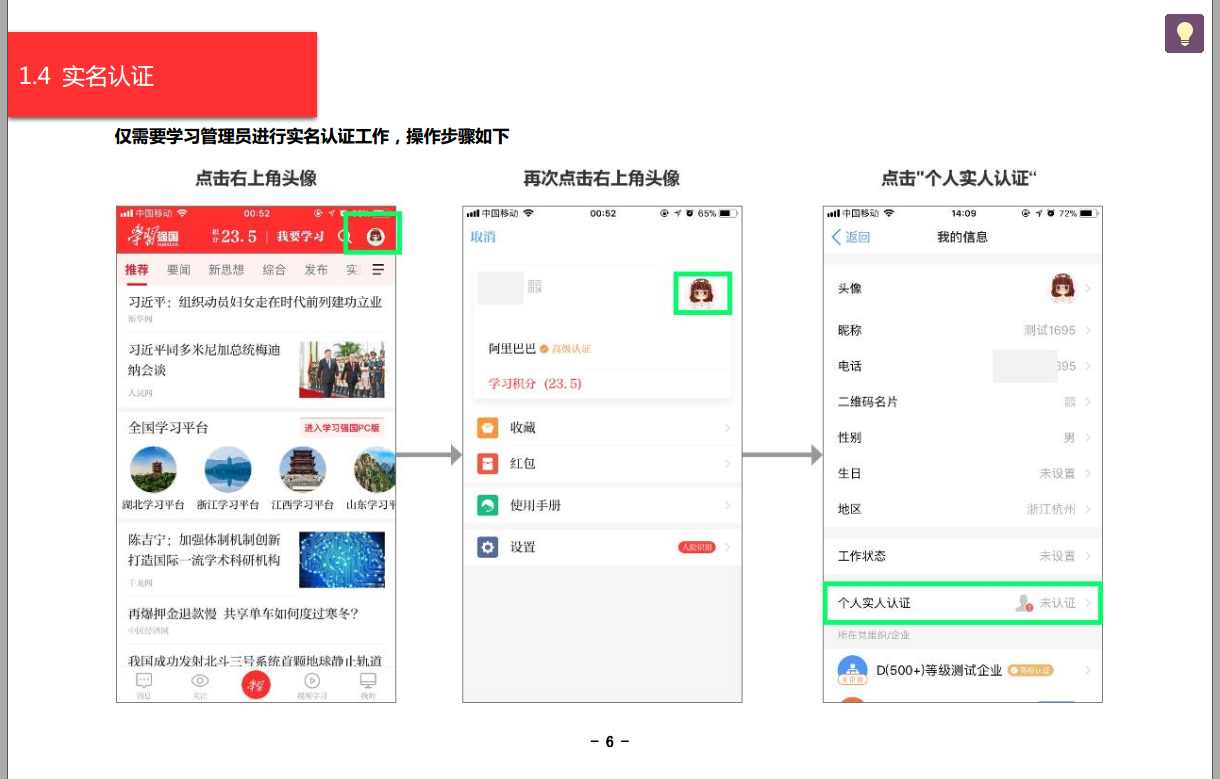 1.4 实名认证
仅需要学习管理员进行实名认证工作，操作步骤如下
点击右上角头像
中国移动
00:52
学习强国
积分 23.5 | 我要学习
推荐 要闻 新思想 综合 发布 实
习近平：组织动员妇女走在时代前列建功立业
新华网
习近平同多米尼加总统梅迪
纳会谈
人民网
全国学习平台
进入学习强国PC版
湖北学习平台 浙江学习平台 江西学习平台 山东学习平
陈吉宁：加强体制机制创新
打造国际一流学术科研机构
千龙网
再爆押金退款慢 共享单车如何度过寒冬？
中国经济网
我国成功发射北斗三号系统首颗地球静止轨道
消息 关注 学习 视频学习 我的
再次点击右上角头像
中国移动 00:52 65%
取消
阿里巴巴 高级认证
学习积分 (23.5)
收藏
红包
使用手册
设置 人脸识别
点击"个人实人认证“
中国移动 14:09 72%
返回 我的信息
头像
昵称 测试1695
电话 695
二维码名片
性别 男
生日 未设置
地区 浙江杭州
工作状态 未设置
个人实人认证 未认证
所在党组织/企业
D(500+)等级测试企业 高级认证
主企业
- 6 -